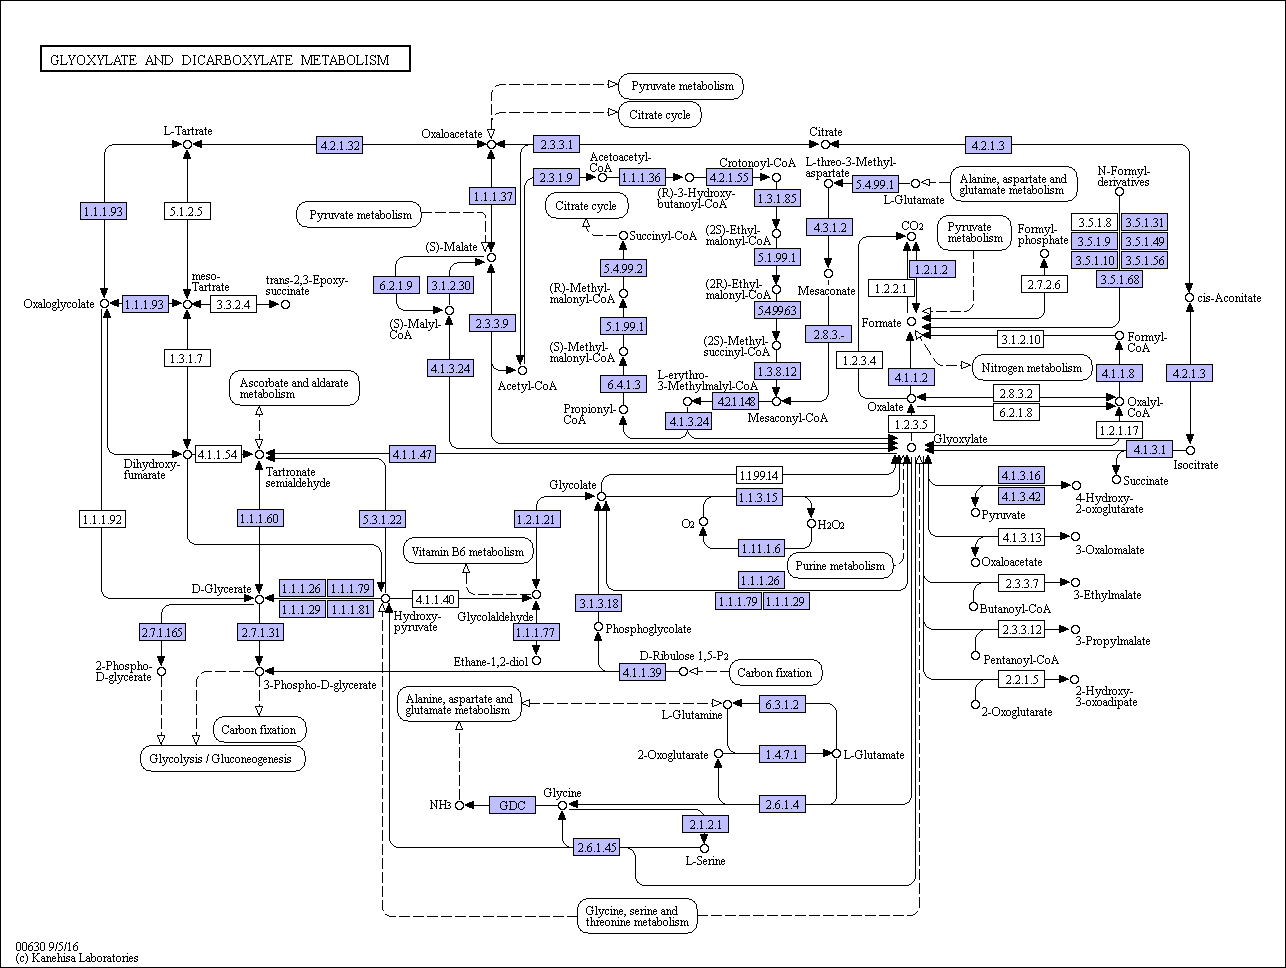 GLYOXYLATE AND DICARBOXYLATE METABOLISM
Pyruvate metabolism
Citrate cycle
L-Tartrate
4.2.1.32
Oxaloacetate
2.3.3.1
Citrate
4.2.1.3
Acetoacetyl-
CoA
2.3.1.9
1.1.1.36
Crotonoyl-CoA
4.2.1.55
(R)-3-Hydroxy-
butanoyl-CoA
L-threo-3-Methyl-
aspartate
5.4.99.1
L-Glutamate
Alanine, aspartate and
glutamate metabolism
N-Formyl-
derivatives
1.1.1.93
5.1.2.5
1.1.1.37
Pyruvate metabolism
Citrate cycle
1.3.1.85
4.3.1.2
CO2
Pyruvate
metabolism
Formyl-
phosphate
3.5.1.8
3.5.1.31
3.5.1.9
3.5.1.49
3.5.1.10
3.5.1.56
3.5.1.68
(S)-Malate
Succinyl-CoA
(2S)-Ethyl-
malonyl-CoA
5.1.99.1
5.4.99.2
1.2.1.2
1.2.2.1
2.7.2.6
meso-
Tartrate
trans-2,3-Epoxy-
succinate
6.2.1.9
3.1.2.30
(R)-Methyl-
malonyl-CoA
(2R)-Ethyl-
malonyl-CoA
Mesaconate
cis-Aconitate
Oxaloglycolate
1.1.1.93
3.3.2.4
(S)-Malyl-
CoA
2.3.3.9
5.1.99.1
5.4.99.63
2.8.3.-
Formate
3.1.2.10
Formyl-
CoA
1.3.1.7
4.1.3.24
(S)-Methyl-
malonyl-CoA
(2S)-Methyl-
succinyl-CoA
1.2.3.4
Nitrogen metabolism
Acetyl-CoA
6.4.1.3
1.3.8.12
4.1.1.2
4.1.1.8
4.2.1.3
Ascorbate and aldarate
metabolism
L-erythro-
3-Methylmalyl-CoA
4.2.1.148
Mesaconyl-CoA
Oxalate
2.8.3.2
6.2.1.8
Oxalyl-
CoA
Propionyl-
CoA
4.1.3.24
1.2.3.5
1.2.1.17
Dihydroxy-
fumarate
4.1.1.54
Tartronate
semialdehyde
4.1.1.47
Glyoxylate
4.1.3.1
Isocitrate
Succinate
Glycolate
1.1.99.14
1.1.3.15
4.1.3.16
4.1.3.42
4-Hydroxy-
2-oxoglutarate
Pyruvate
1.1.1.92
1.1.1.60
5.3.1.22
1.2.1.21
O2
H2O2
1.11.1.6
4.1.3.13
3-Oxalomalate
Oxaloacetate
Vitamin B6 metabolism
Purine metabolism
D-Glycerate
1.1.1.26
1.1.1.79
1.1.1.29
1.1.1.81
Hydroxy-
pyruvate
4.1.1.40
Glycolaldehyde
3.1.3.18
1.1.1.26
1.1.1.79
1.1.1.29
2.3.3.7
3-Ethylmalate
Butanoyl-CoA
2.7.1.165
2.7.1.31
1.1.1.77
Phosphoglycolate
2.3.3.12
3-Propylmalate
Pentanoyl-CoA
2-Phospho-
D-glycerate
3-Phospho-D-glycerate
Ethane-1,2-diol
4.1.1.39
D-Ribulose 1,5-P2
Carbon fixation
2.2.1.5
2-Hydroxy-
3-oxoadipate
2-Oxoglutarate
Carbon fixation
Glycolysis / Gluconeogenesis
Alanine, aspartate and
glutamate metabolism
L-Glutamine
6.3.1.2
2-Oxoglutarate
1.4.7.1
L-Glutamate
NH3
GDC
Glycine
2.6.1.4
2.1.2.1
2.6.1.45
L-Serine
Glycine, serine and
threonine metabolism
00630 9/5/16
(c) Kanehisa Laboratories